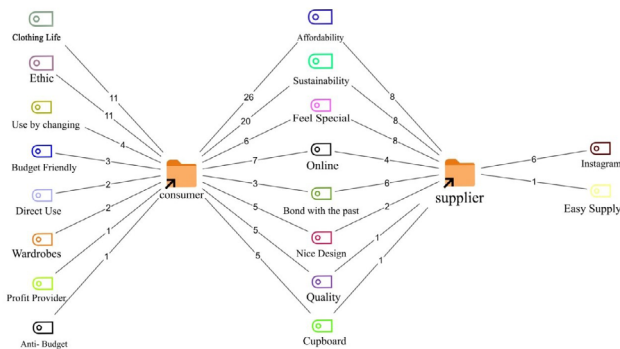 Clothing Life
Ethic
Use by changing
Budget Friendly
Direct Use
Wardrobes
Profit Provider
Anti- Budget
11
11
4
3
2
2
1
1
consumer
26
20
6
7
3
5
5
5
Affordability
Sustainability
Feel Special
Online
Bond with the past
Nice Design
Quality
Cupboard
8
8
8
4
6
2
1
1
supplier
6
1
Instagram
Easy Supply